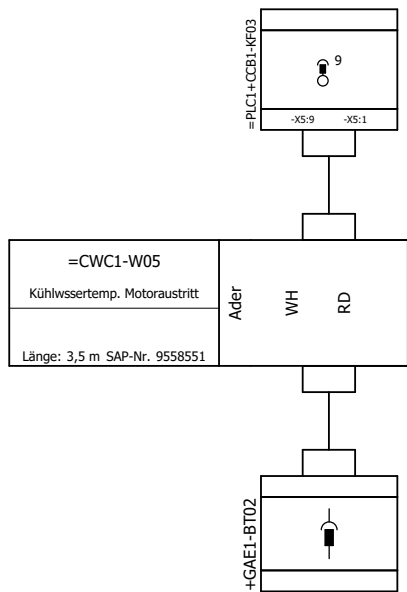 =PLC1+CCB1-KF03
9
-X5:9 -X5:1
=CWC1-W05
Kühlwssertemp. Motoraustritt
Länge: 3,5 m SAP-Nr. 9558551
Ader
WH
RD
+GAE1-BT02